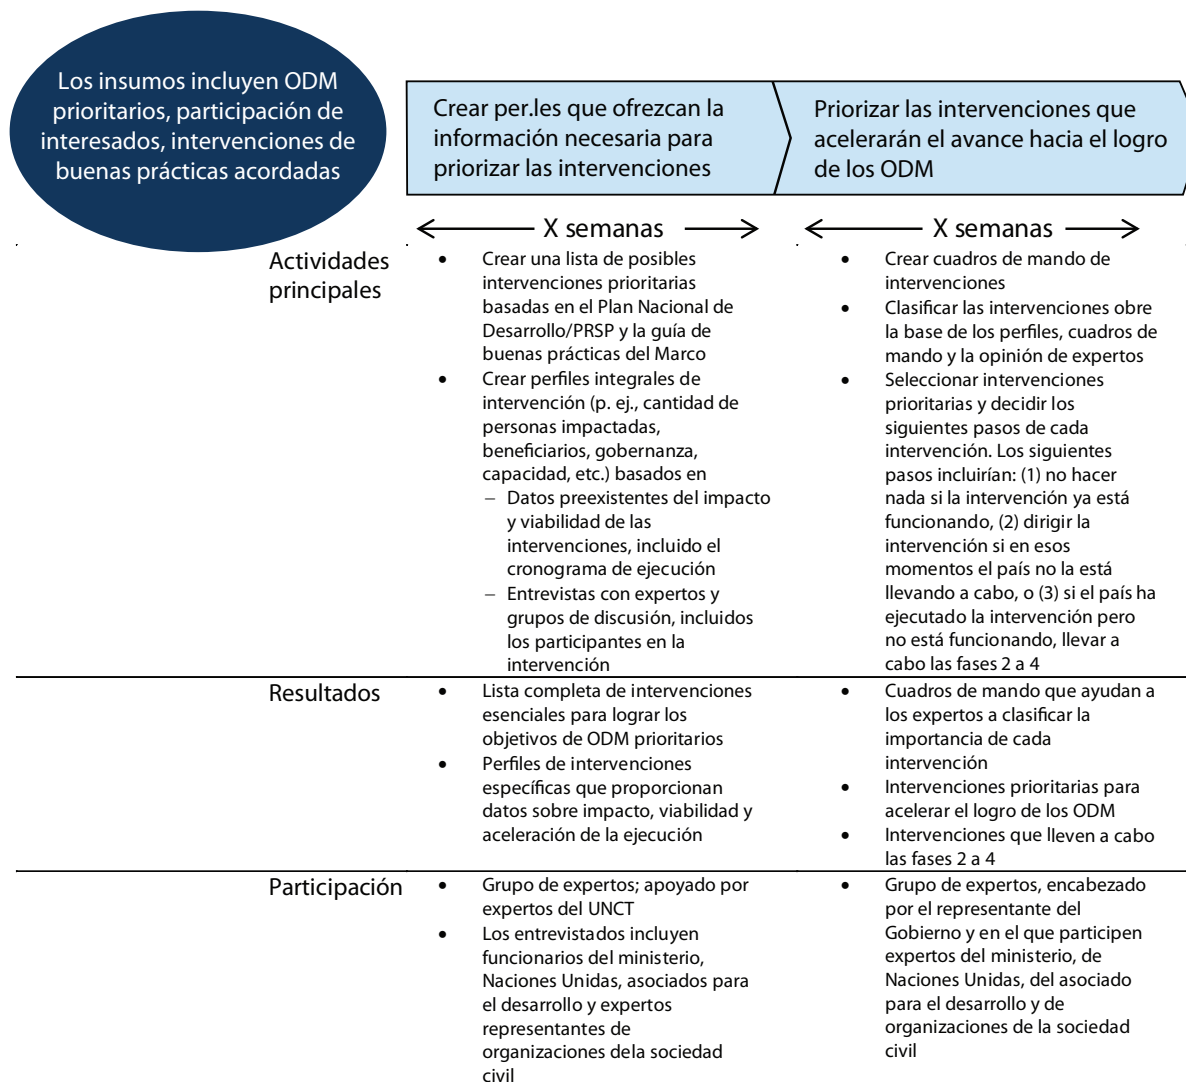 Los insumos incluyen ODM
prioritarios, participación de
interesados, intervenciones de
buenas prácticas acordadas
Crear per.les que ofrezcan la
información necesaria para
priorizar las intervenciones
Priorizar las intervenciones que
acelerarán el avance hacia el logro
de los ODM
X semanas
X semanas
Actividades
principales
• Crear una lista de posibles
intervenciones prioritarias
basadas en el Plan Nacional de
Desarrollo/PRSP y la guía de
buenas prácticas del Marco
• Crear perfiles integrales de
intervención (p. ej., cantidad de
personas impactadas,
beneficiarios, gobernanza,
capacidad, etc.) basados en
– Datos preexistentes del impacto
y viabilidad de las
intervenciones, incluido el
cronograma de ejecución
– Entrevistas con expertos y
grupos de discusión, incluidos
los participantes en la
intervención
• Crear cuadros de mando de
intervenciones
• Clasificar las intervenciones obre
la base de los perfiles, cuadros de
mando y la opinión de expertos
• Seleccionar intervenciones
prioritarias y decidir los
siguientes pasos de cada
intervención. Los siguientes
pasos incluirían: (1) no hacer
nada si la intervención ya está
funcionando, (2) dirigir la
intervención si en esos
momentos el país no la está
llevando a cabo, o (3) si el país ha
ejecutado la intervención pero
no está funcionando, llevar a
cabo las fases 2 a 4
Resultados
• Lista completa de intervenciones
esenciales para lograr los
objetivos de ODM prioritarios
• Perfiles de intervenciones
específicas que proporcionan
datos sobre impacto, viabilidad y
aceleración de la ejecución
• Cuadros de mando que ayudan a
los expertos a clasificar la
importancia de cada
intervención
• Intervenciones prioritarias para
acelerar el logro de los ODM
• Intervenciones que lleven a cabo
las fases 2 a 4
Participación
• Grupo de expertos; apoyado por
expertos del UNCT
• Los entrevistados incluyen
funcionarios del ministerio,
Naciones Unidas, asociados para
el desarrollo y expertos
representantes de
organizaciones dela sociedad
civil
• Grupo de expertos, encabezado
por el representante del
Gobierno y en el que participen
expertos del ministerio, de
Naciones Unidas, del asociado
para el desarrollo y de
organizaciones de la sociedad
civil